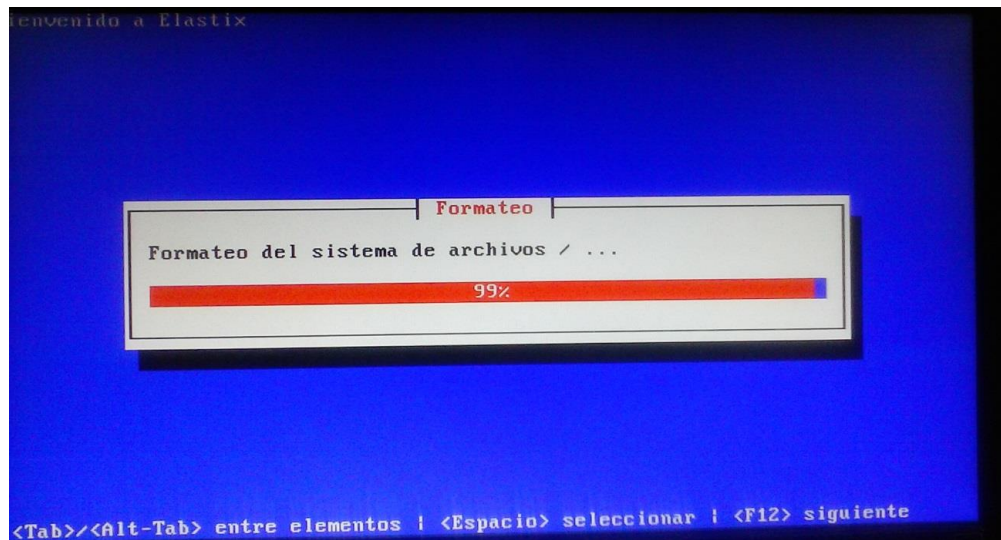 ienvenido a Elastix
Formateo
Formateo del sistema de archivos / ...
99%
<Tab>/<Alt-Tab> entre elementos | <Espacio> seleccionar | <F12> siguiente